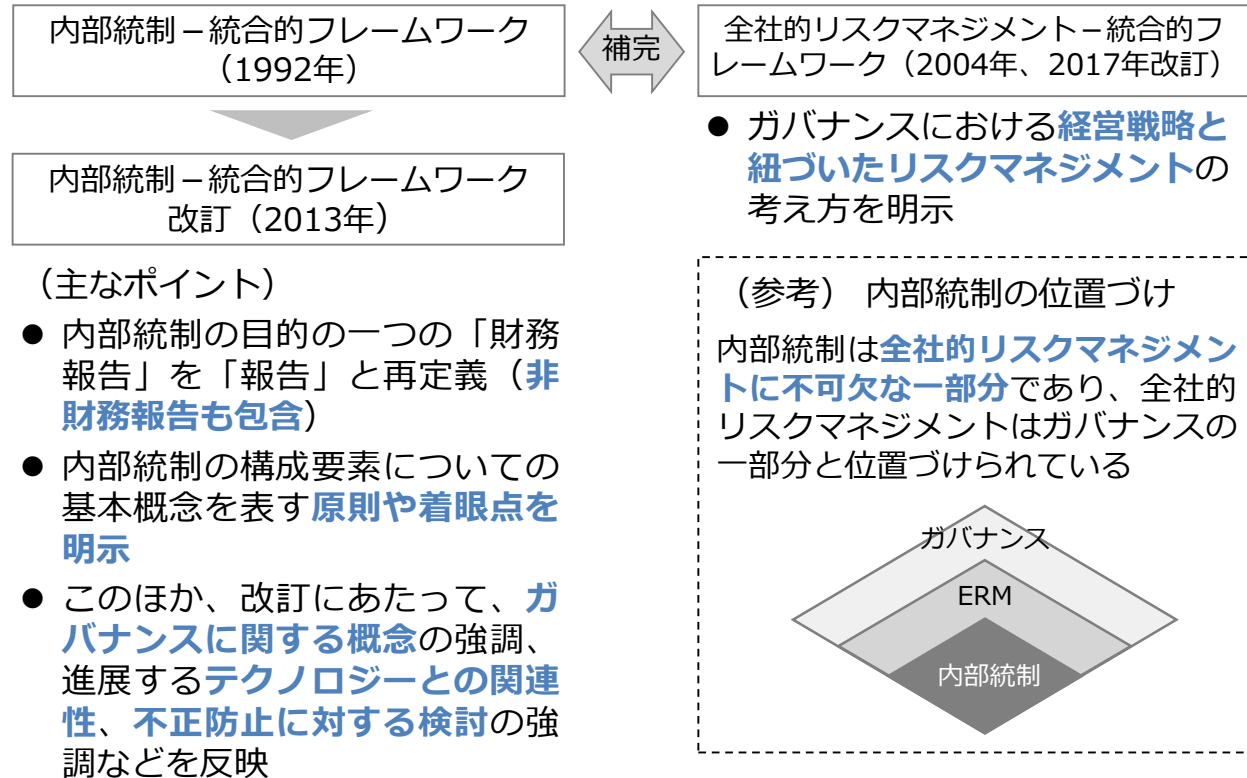 内部統制－統合的フレームワーク
（1992年）
補完
全社的リスクマネジメント－統合的フ
レームワーク（2004年、2017年改訂）
内部統制－統合的フレームワーク
改訂（2013年）
（主なポイント）
● 内部統制の目的の一つの「財務
報告」を「報告」と再定義（非
財務報告も包含）
● 内部統制の構成要素についての
基本概念を表す原則や着眼点を
明示
● このほか、改訂にあたって、ガ
バナンスに関する概念の強調、
進展するテクノロジーとの関連
性、不正防止に対する検討の強
調などを反映
● ガバナンスにおける経営戦略と
紐づいたリスクマネジメントの
考え方を明示
（参考） 内部統制の位置づけ
内部統制は全社的リスクマネジメン
トに不可欠な一部分であり、全社的
リスクマネジメントはガバナンスの
一部分と位置づけられている
ガバナンス
ERM
内部統制